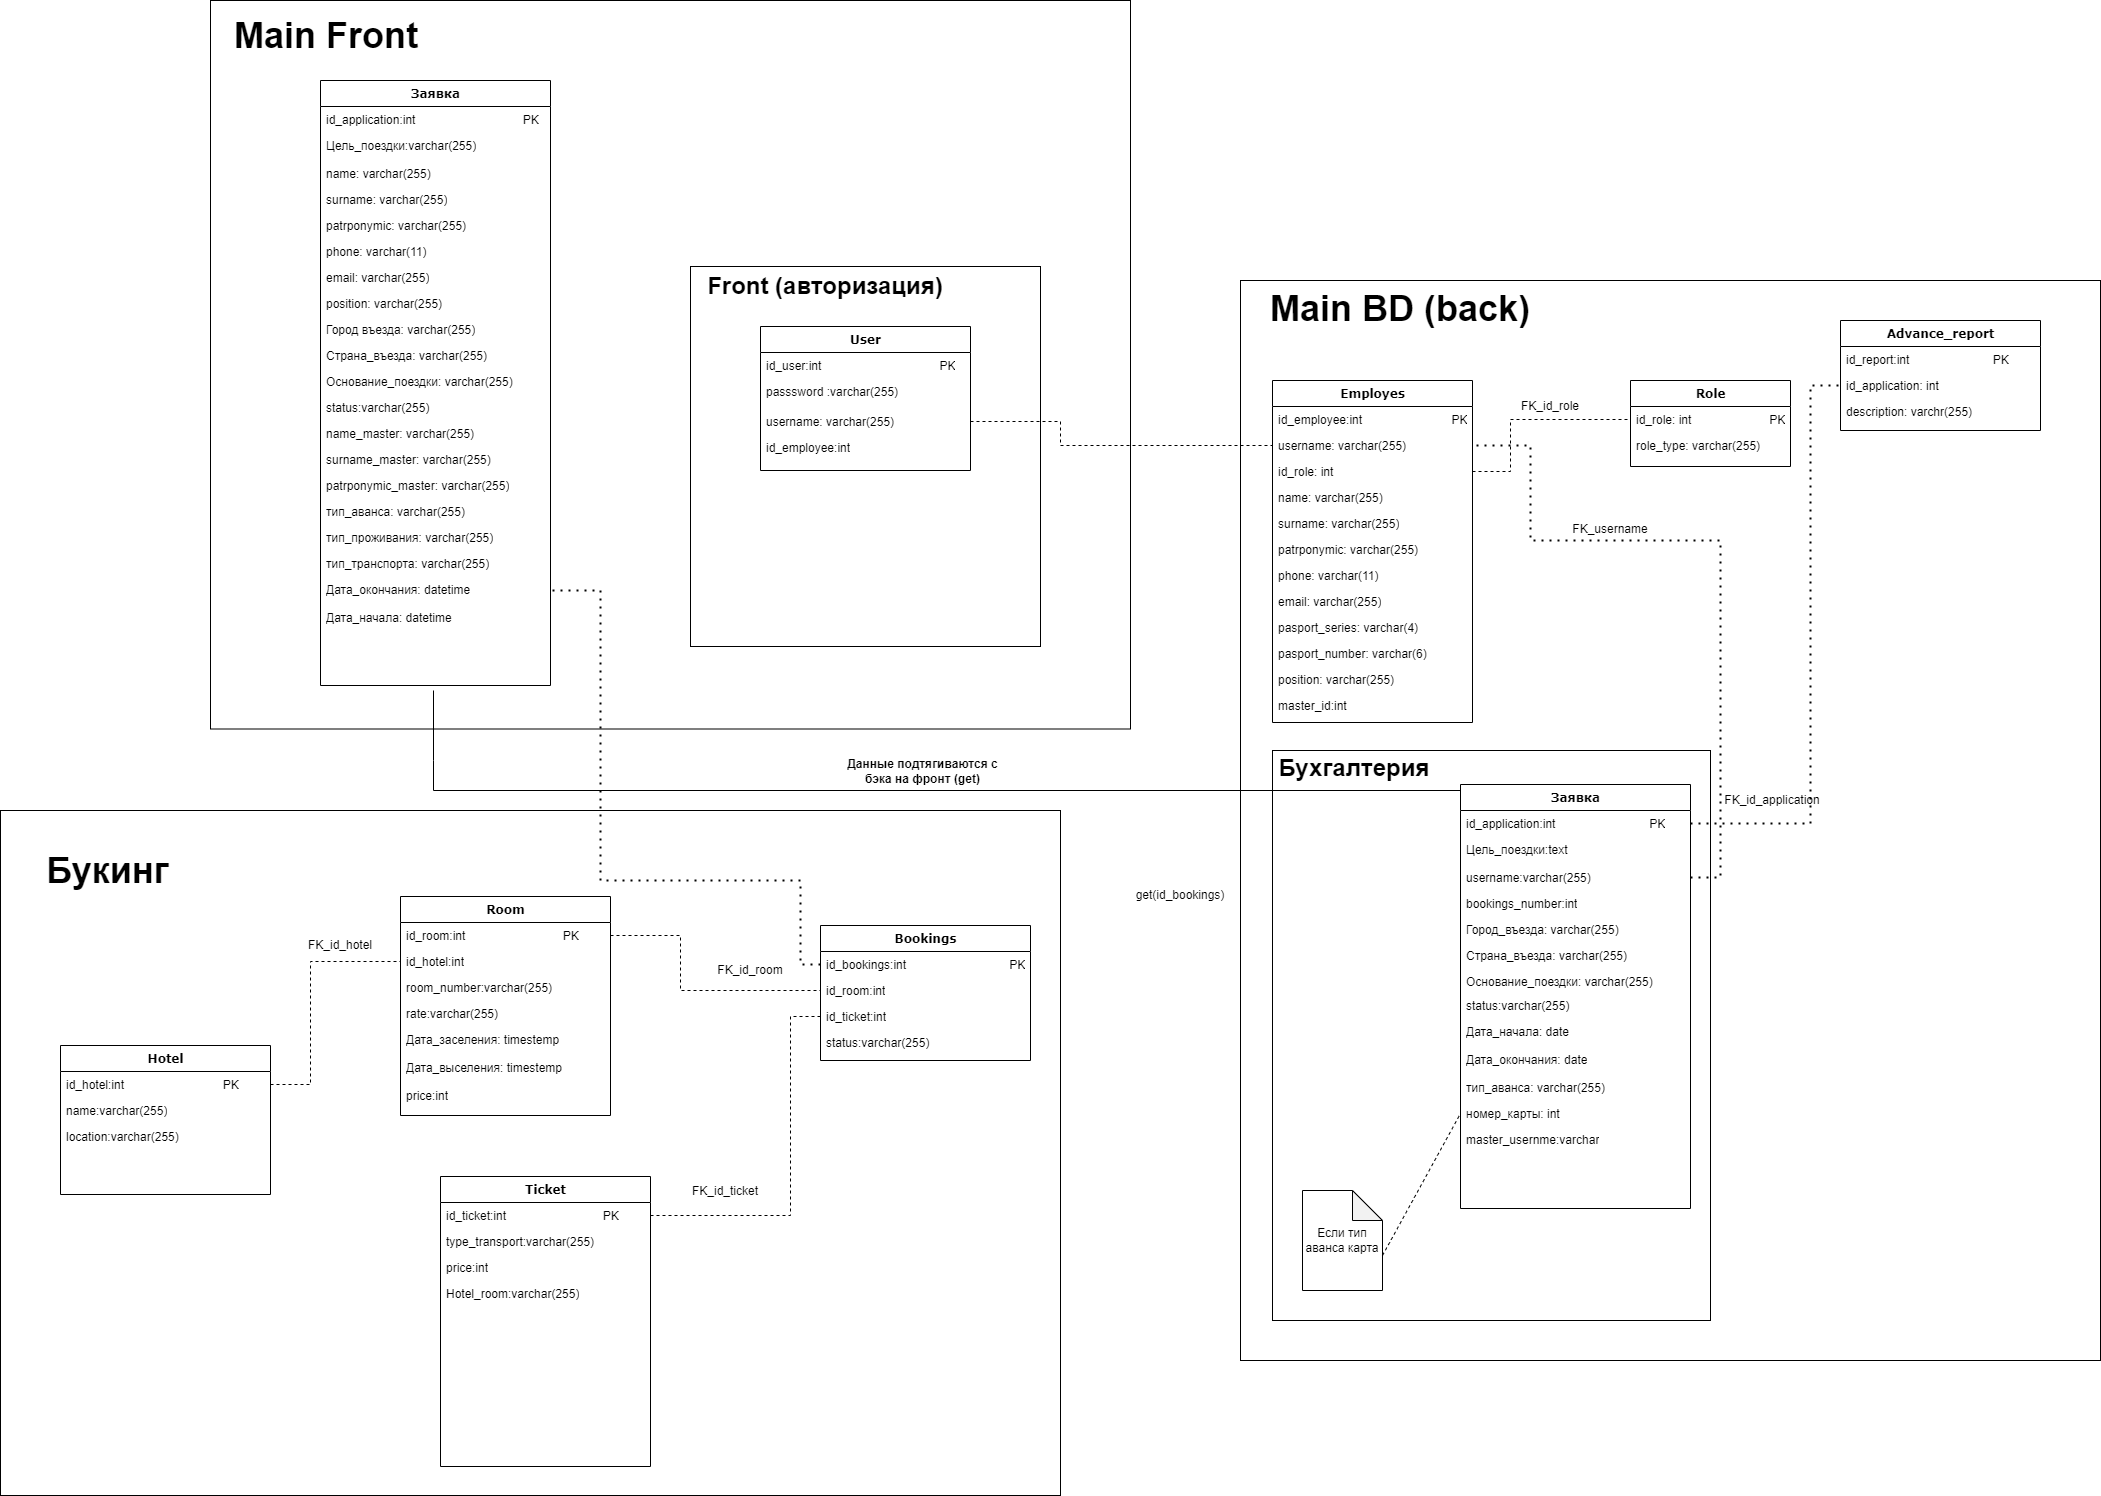 Main Front
Заявка
id_application:int PK
Цель_поездки:varchar(255)
name: varchar(255)
surname: varchar(255)
patrponymic: varchar(255)
phone: varchar(11)
email: varchar(255)
position: varchar(255)
Город въезда: varchar(255)
Страна_въезда: varchar(255)
Основание_поездки: varchar(255)
status:varchar(255)
name_master: varchar(255)
surname_master: varchar(255)
patrponymic_master: varchar(255)
тип_аванса: varchar(255)
тип_проживания: varchar(255)
тип_транспорта: varchar(255)
Дата_окончания: datetime
Дата_начала: datetime
Front (авторизация)
User
id_user:int PK
passsword :varchar(255)
username: varchar(255)
id_employee:int
Main BD (back)
Employes
id_employee:int PK
username: varchar(255)
id_role: int
name: varchar(255)
surname: varchar(255)
patrponymic: varchar(255)
phone: varchar(11)
email: varchar(255)
pasport_series: varchar(4)
pasport_number: varchar(6)
position: varchar(255)
master_id:int
FK_id_role
Role
id_role: int PK
role_type: varchar(255)
Advance_report
id_report:int PK
id_application: int
description: varchr(255)
FK_username
FK_id_application
Данные подтягиваются с
бэка на фронт (get)
Бухгалтерия
Заявка
id_application:int PK
Цель_поездки:text
username:varchar(255)
bookings_number:int
Город_въезда: varchar(255)
Страна_въезда: varchar(255)
Основание_поездки: varchar(255)
status:varchar(255)
Дата_начала: date
Дата_окончания: date
тип_аванса: varchar(255)
номер_карты: int
master_usernme:varchar
Если тип
аванса карта
get(id_bookings)
Букинг
Room
id_room:int PK
id_hotel:int
room_number:varchar(255)
rate:varchar(255)
Дата_заселения: timestemp
Дата_выселения: timestemp
price:int
FK_id_hotel
Hotel
id_hotel:int PK
name:varchar(255)
location:varchar(255)
FK_id_room
Bookings
id_bookings:int PK
id_room:int
id_ticket:int
status:varchar(255)
FK_id_ticket
Ticket
id_ticket:int PK
type_transport:varchar(255)
price:int
Hotel_room:varchar(255)